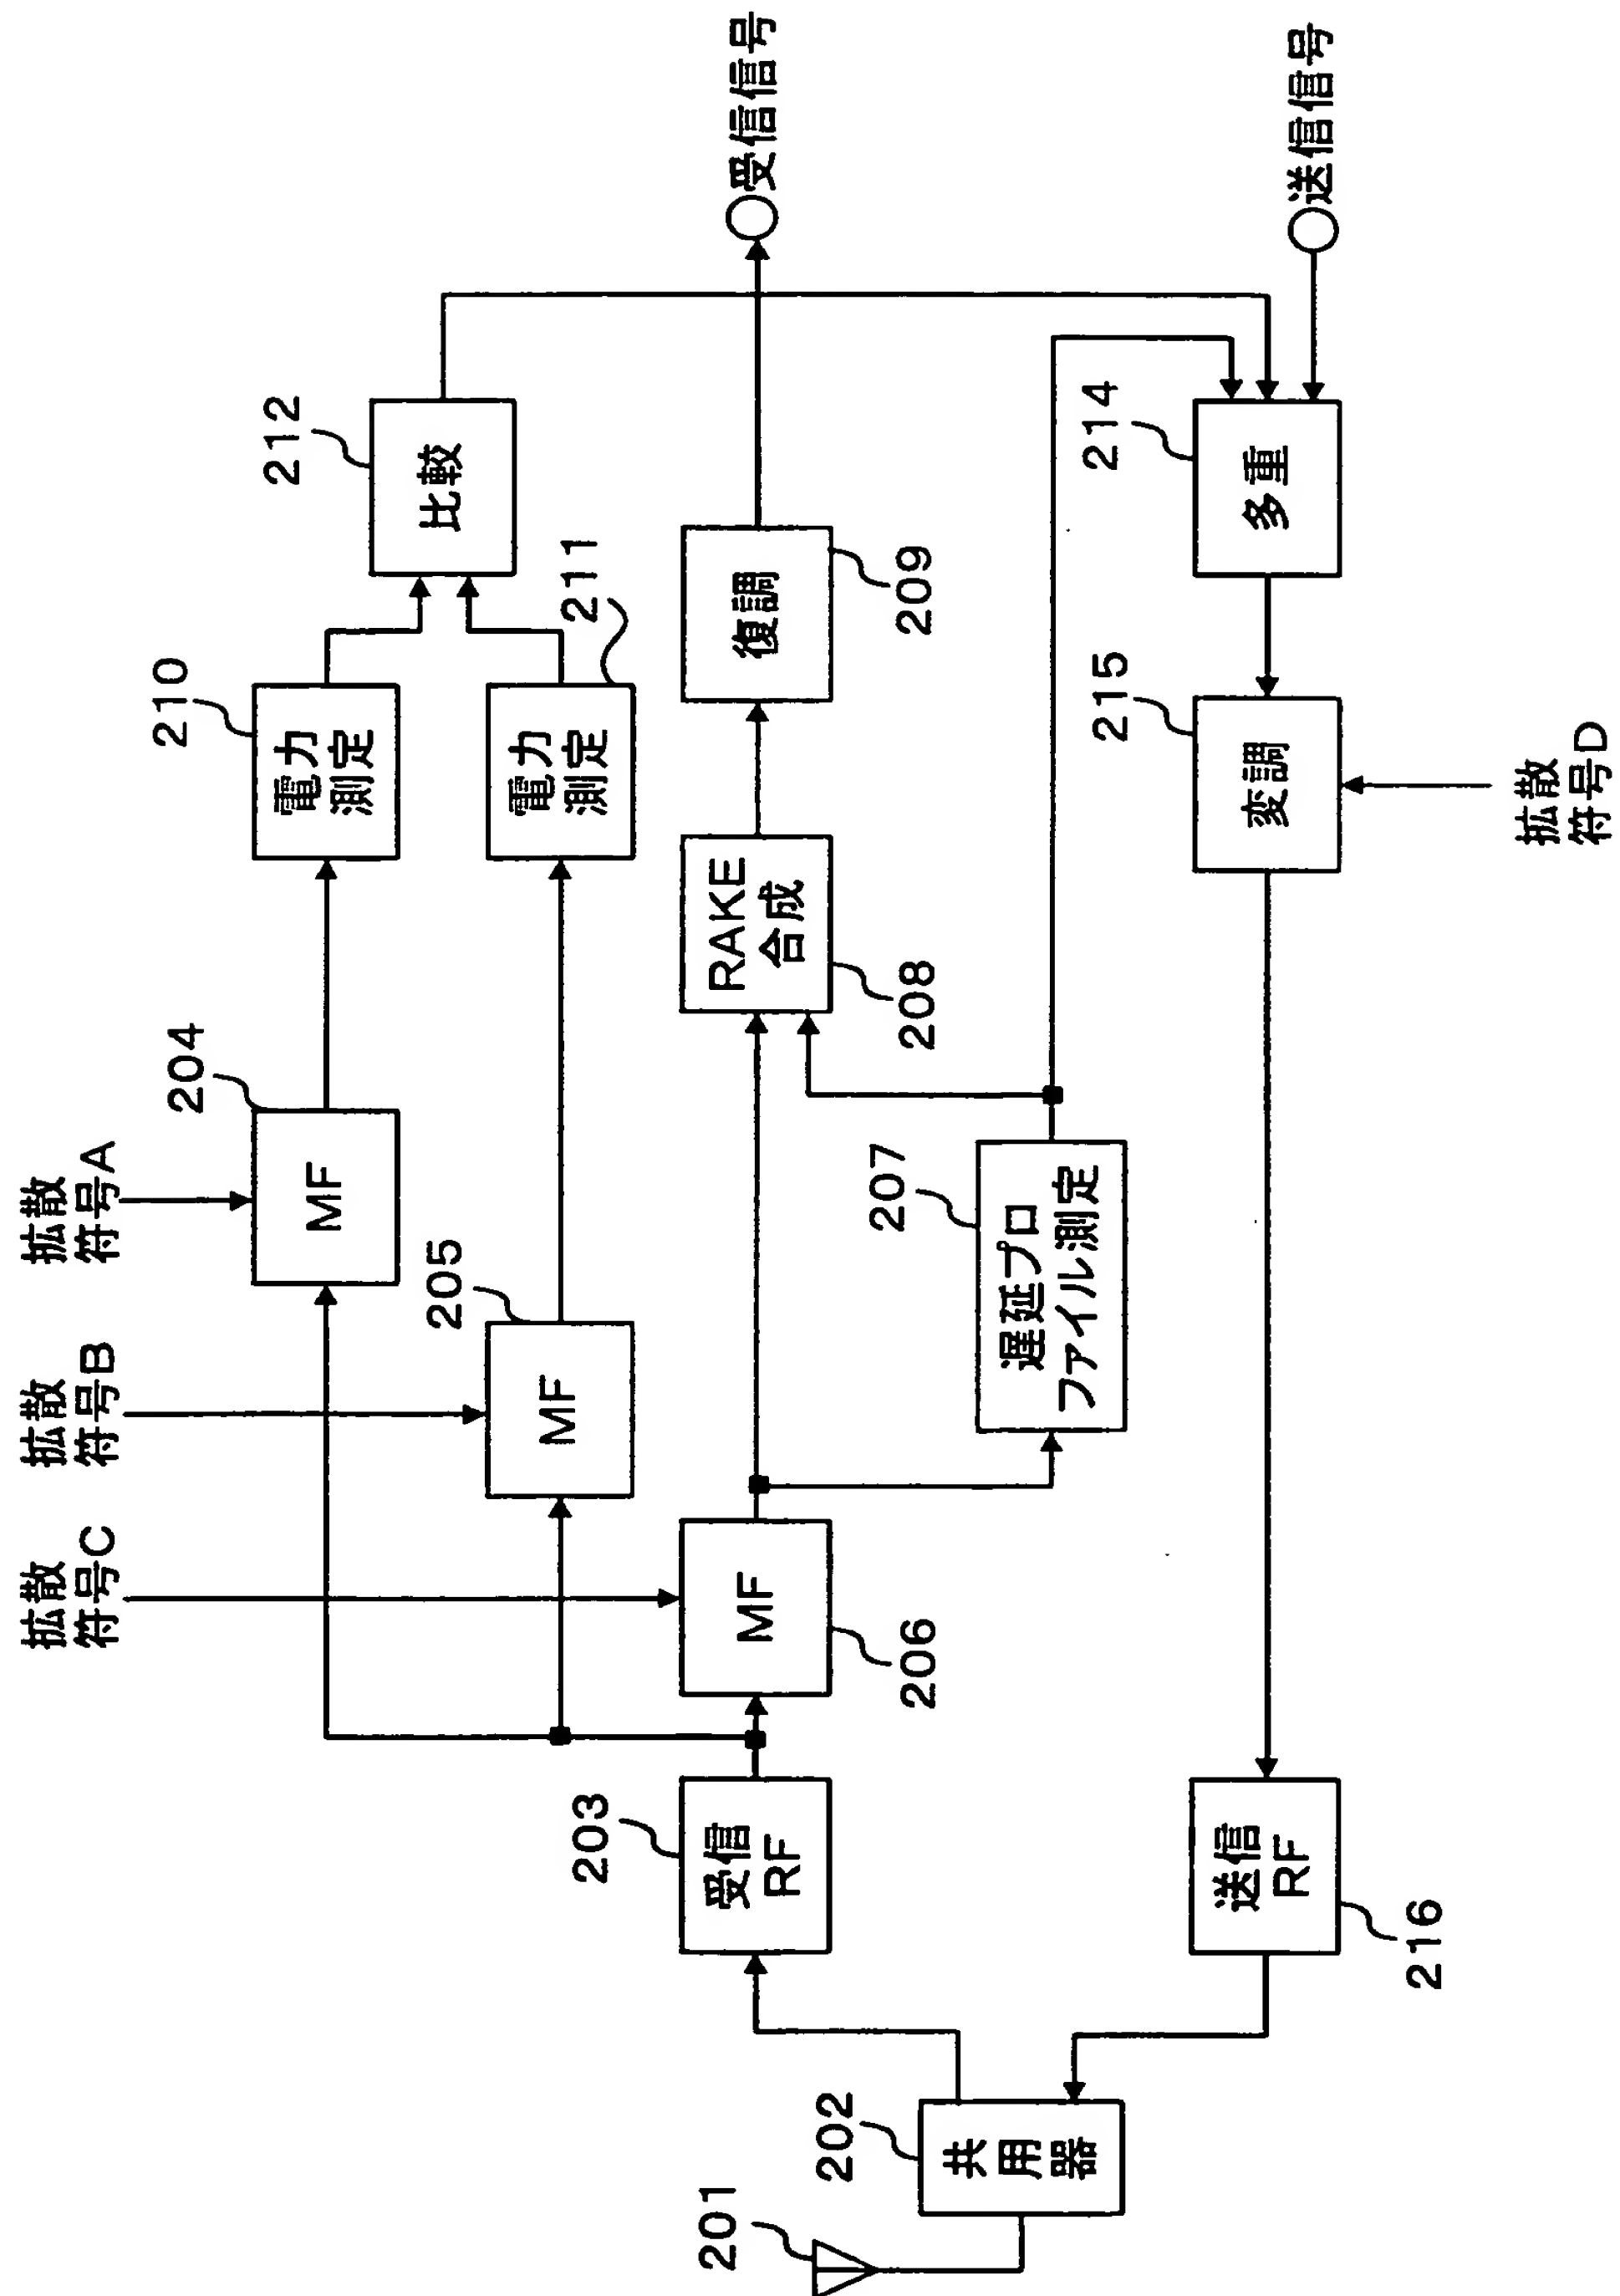 拡散
符号C
拡散
符号B
拡散
符号A
204
MF
210
電力
測定
212
比較
205
MF
電力
測定
211
203
受信
RF
MF
206
RAKE
合成
208
復調
209
受信信号
207
遅延プロ
ファイル測定
201
202
共用器
送信
RF
216
215
変調
拡散
符号D
214
多重
送信信号